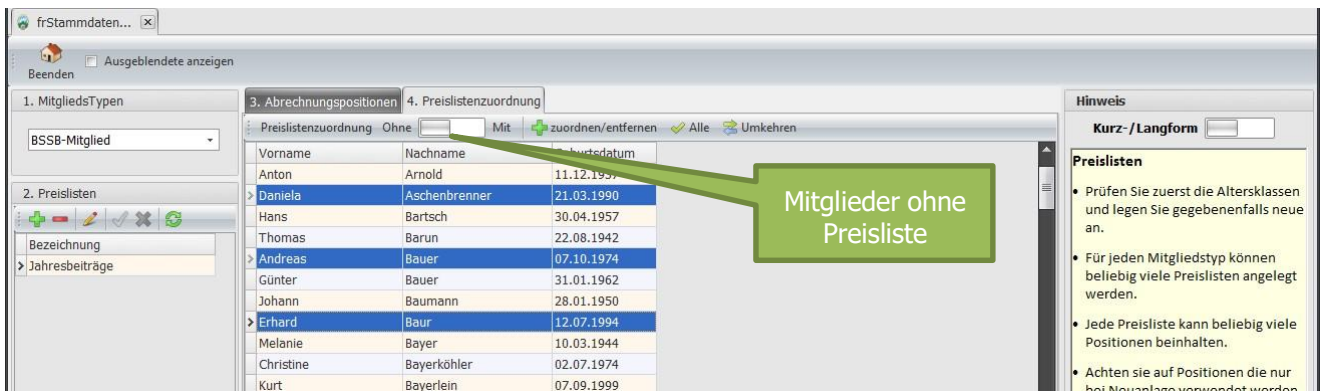 frStammdaten...
Beenden
Ausgeblendete anzeigen
1. MitgliedsTypen
BSSB-Mitglied
2. Preislisten
Bezeichnung
Jahresbeiträge
3. Abrechnungspositionen 4. Preislistenzuordnung
Preislistenzuordnung Ohne Mit zuordnen/entfernen Alle Umkehren
Vorname Nachname
Anton Arnold
Daniela Aschenbrenner 21.03.1990
Hans Bartsch 30.04.1957
Thomas Barun 22.08.1942
Andreas Bauer 07.10.1974
Günter Bauer 31.01.1962
Johann Baumann 28.01.1950
Erhard Baur 12.07.1994
Melanie Bayer 10.03.1944
Christine Bayerköhler 02.07.1974
Kurt Bayerlein 07.09.1999
Mitglieder ohne
Preisliste
Hinweis
Kurz-/Langform
Preislisten
• Prüfen Sie zuerst die Altersklassen
und legen Sie gegebenenfalls neue
an.
• Für jeden Mitgliedstyp können
beliebig viele Preislisten angelegt
werden.
• Jede Preisliste kann beliebig viele
Positionen beinhalten.
• Achten sie auf Positionen die nur
bei Neuanlage verwendet werden